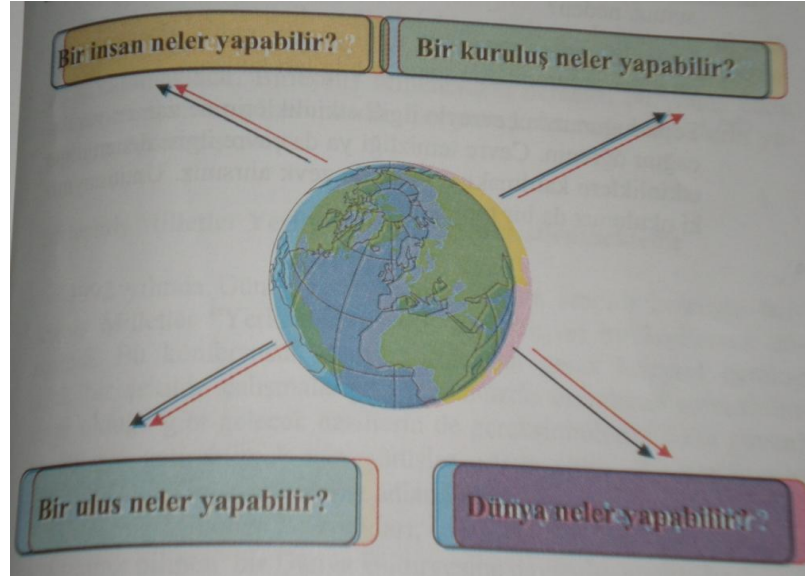 Bir insan neler yapabilir?
Bir kuruluş neler yapabilir?
Bir ulus neler yapabilir?
Dünya neler yapabilir?